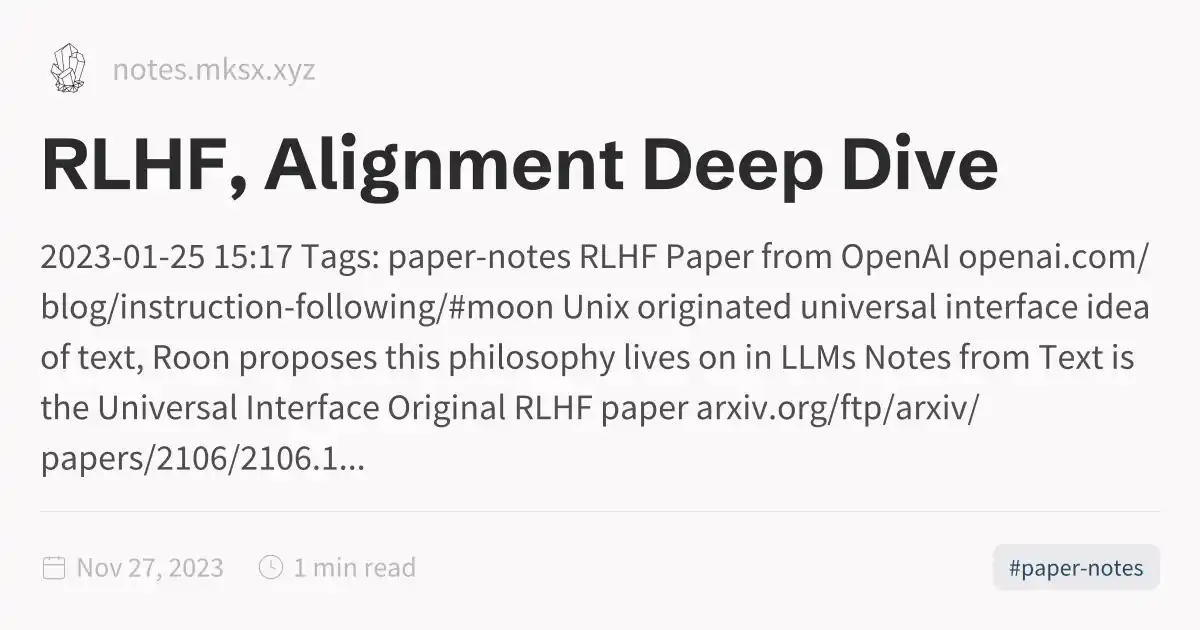 notes.mksx.xyz
RLHF, Alignment Deep Dive
2023-01-25 15:17 Tags: paper-notes RLHF Paper from OpenAI openai.com/
blog/instruction-following/#moon Unix originated universal interface idea
of text, Roon proposes this philosophy lives on in LLMs Notes from Text is
the Universal Interface Original RLHF paper arxiv.org/ftp/arxiv/
papers/2106/2106.1...
Nov 27, 2023 1 min read
#paper-notes